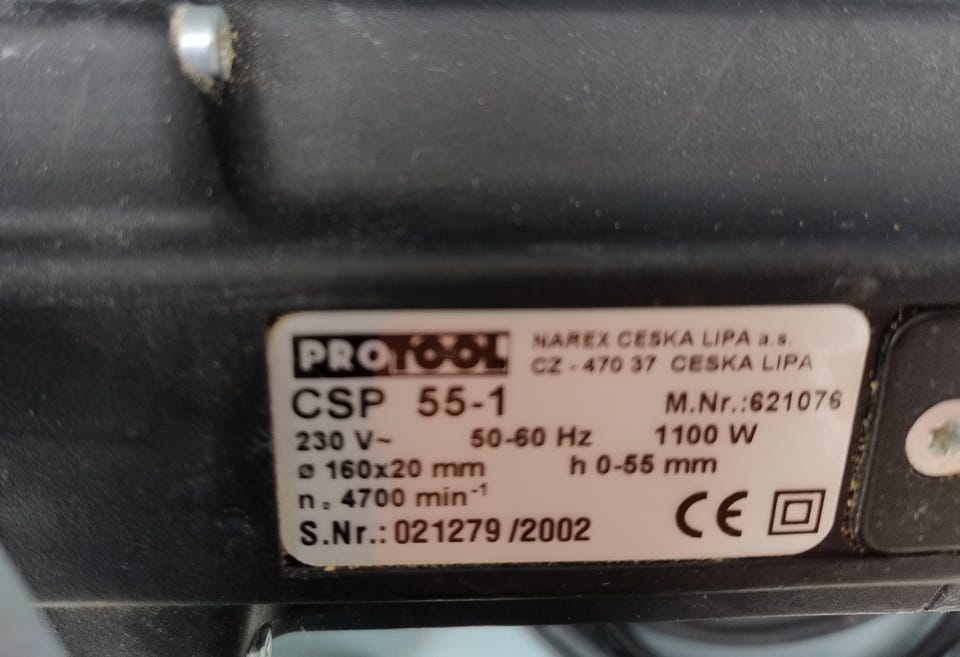 PROTOOL NAREX CESKA LIPA a.s.
CZ - 470 37 CESKA LIPA
CSP 55-1 M.Nr.:621076
230 V~ 50-60 Hz 1100 W
ø 160x20 mm h 0-55 mm
n₀ 4700 min⁻¹
S.Nr.: 021279 /2002 CE